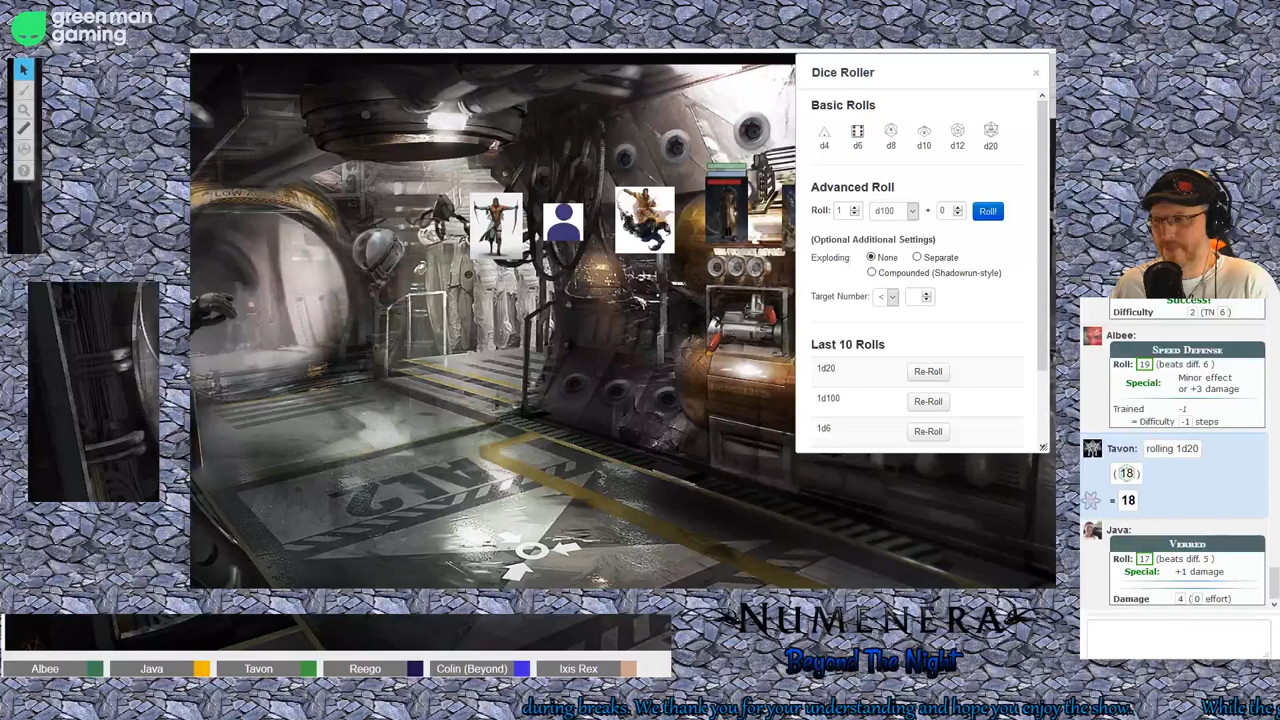 green man
gaming
Dice Roller
×
Basic Rolls
d4 d6 d8 d10 d12 d20
Advanced Roll
Roll: 1 d100 + 0 Roll!
(Optional Additional Settings)
Exploding: None Separate
Compounded (Shadowrun-style)
Target Number: <
Last 10 Rolls
1d20 Re-Roll
1d100 Re-Roll
1d6 Re-Roll
Success!
Difficulty 2 (TN 6 )
Albee:
Speed Defense
Roll: 19 (beats diff. 6 )
Special: Minor effect
or +3 damage
Trained -1
= Difficulty -1 steps
Tavon: rolling 1d20
( 18 )
= 18
Java:
Verred
Roll: 17 (beats diff. 5 )
Special: +1 damage
Damage 4 ( 0 effort)
Numenera
Beyond The Night
Albee Java Tavon Reego Colin (Beyond) Ixis Rex
during breaks. We thank you for your understanding and hope you enjoy the show. While the